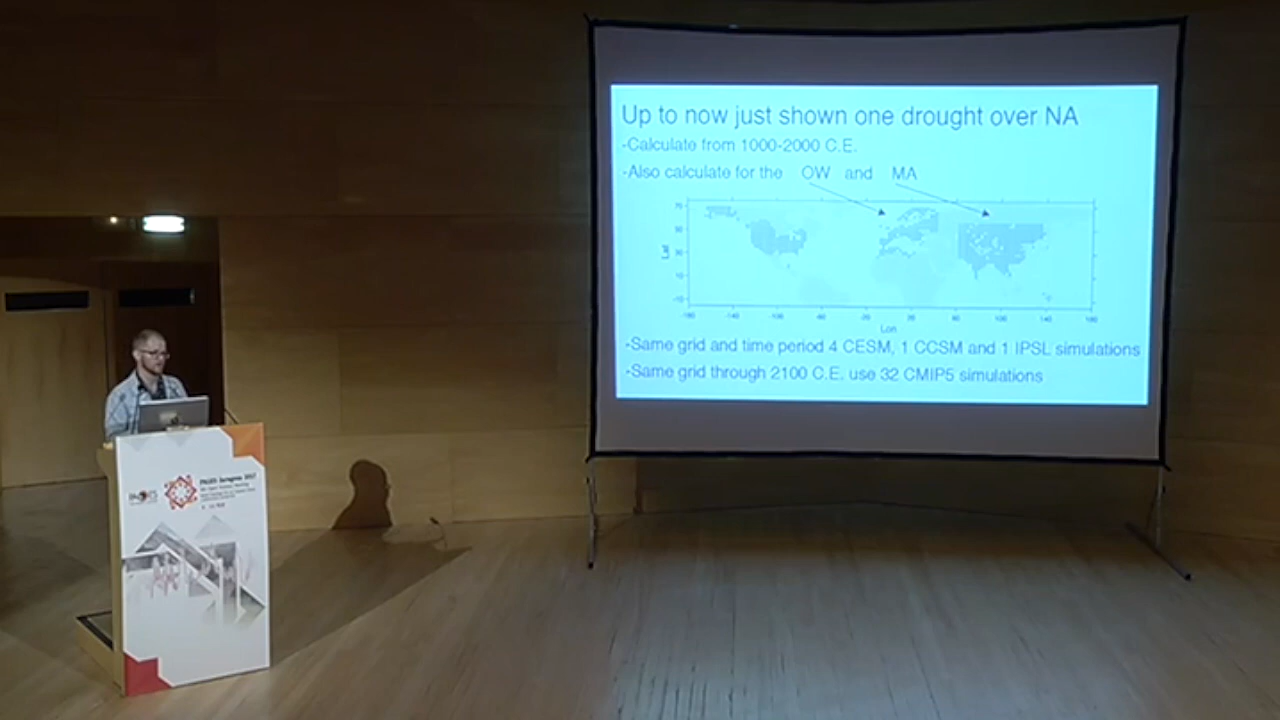 Up to now just shown one drought over NA
-Calculate from 1000-2000 C.E.
-Also calculate for the OW and MA
Lat
Lon
-Same grid and time period 4 CESM, 1 CCSM and 1 IPSL simulations
-Same grid through 2100 C.E. use 32 CMIP5 simulations
PAGES Zaragoza 2017